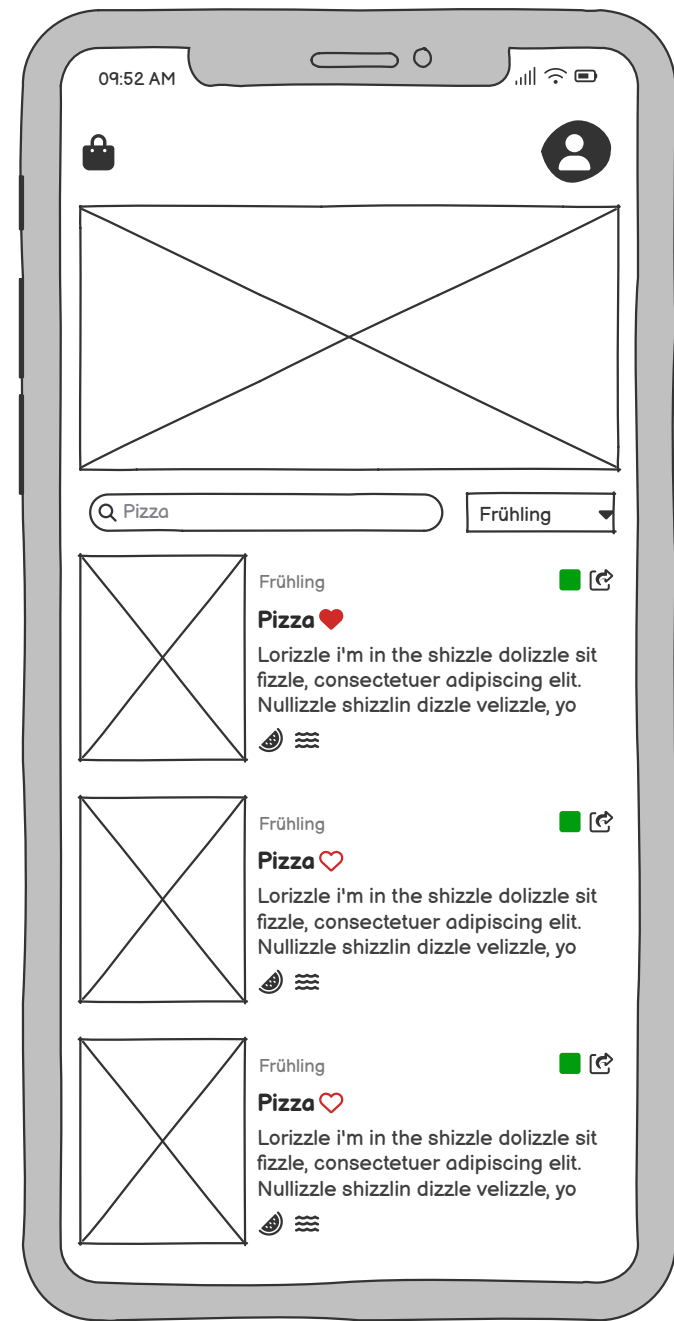 09:52 AM
Pizza
Frühling
Frühling
Pizza
Lorizzle i'm in the shizzle dolizzle sit
fizzle, consectetuer adipiscing elit.
Nullizzle shizzlin dizzle velizzle, yo
Frühling
Pizza
Lorizzle i'm in the shizzle dolizzle sit
fizzle, consectetuer adipiscing elit.
Nullizzle shizzlin dizzle velizzle, yo
Frühling
Pizza
Lorizzle i'm in the shizzle dolizzle sit
fizzle, consectetuer adipiscing elit.
Nullizzle shizzlin dizzle velizzle, yo